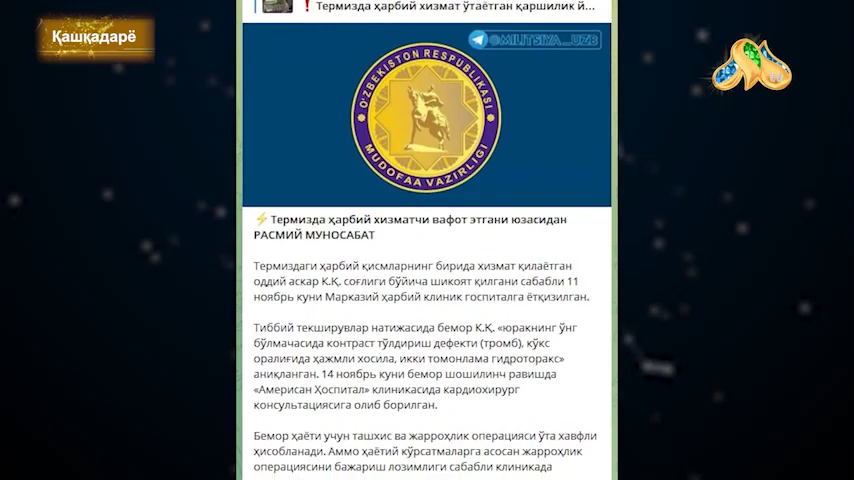 ❗ Термизда ҳарбий хизмат ўтаётган қаршилик й...
Қашқадарё
@MILITSIYA_UZB
O'ZBEKISTON RESPUBLIKASI
MUDOFAA VAZIRLIGI
TV
⚡Термизда ҳарбий хизматчи вафот этгани юзасидан
РАСМИЙ МУНОСАБАТ
Термиздаги ҳарбий қисмларнинг бирида хизмат қилаётган
оддий аскар К.Қ. соғлиги бўйича шикоят қилгани сабабли 11
ноябрь куни Марказий ҳарбий клиник госпиталга ётқизилган.
Тиббий текширувлар натижасида бемор К.Қ. «юракнинг ўнг
бўлмачасида контраст тўлдириш дефекти (тромб), кўкс
оралиғида ҳажмли хосила, икки томонлама гидроторакс»
аниқланган. 14 ноябрь куни бемор шошилинч равишда
«Америсан Ҳоспитал» клиникасида кардиохирург
консультациясига олиб борилган.
Бемор ҳаёти учун ташхис ва жарроҳлик операцияси ўта хавфли
ҳисобланади. Аммо ҳаётий кўрсатмаларга асосан жарроҳлик
операциясини бажариш лозимлиги сабабли клиникада